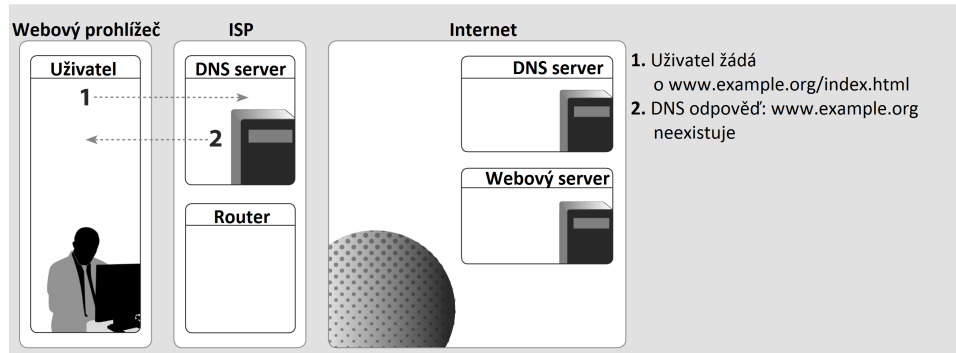 Webový prohlížeč
ISP
Internet
Uživatel
DNS server
DNS server
1
2
Webový server
Router
1. Uživatel žádá
o www.example.org/index.html
2. DNS odpověď: www.example.org
neexistuje